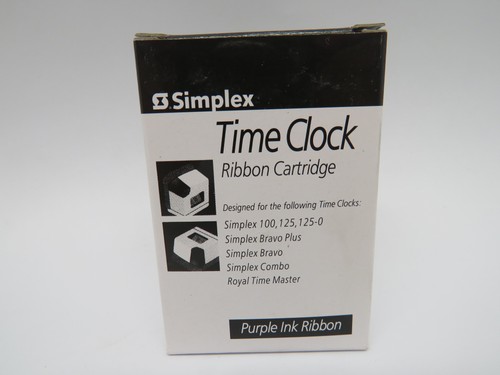 Simplex
Time Clock
Ribbon Cartridge
Designed for the following Time Clocks:
Simplex 100,125,125-0
Simplex Bravo Plus
Simplex Bravo
Simplex Combo
Royal Time Master
Purple Ink Ribbon